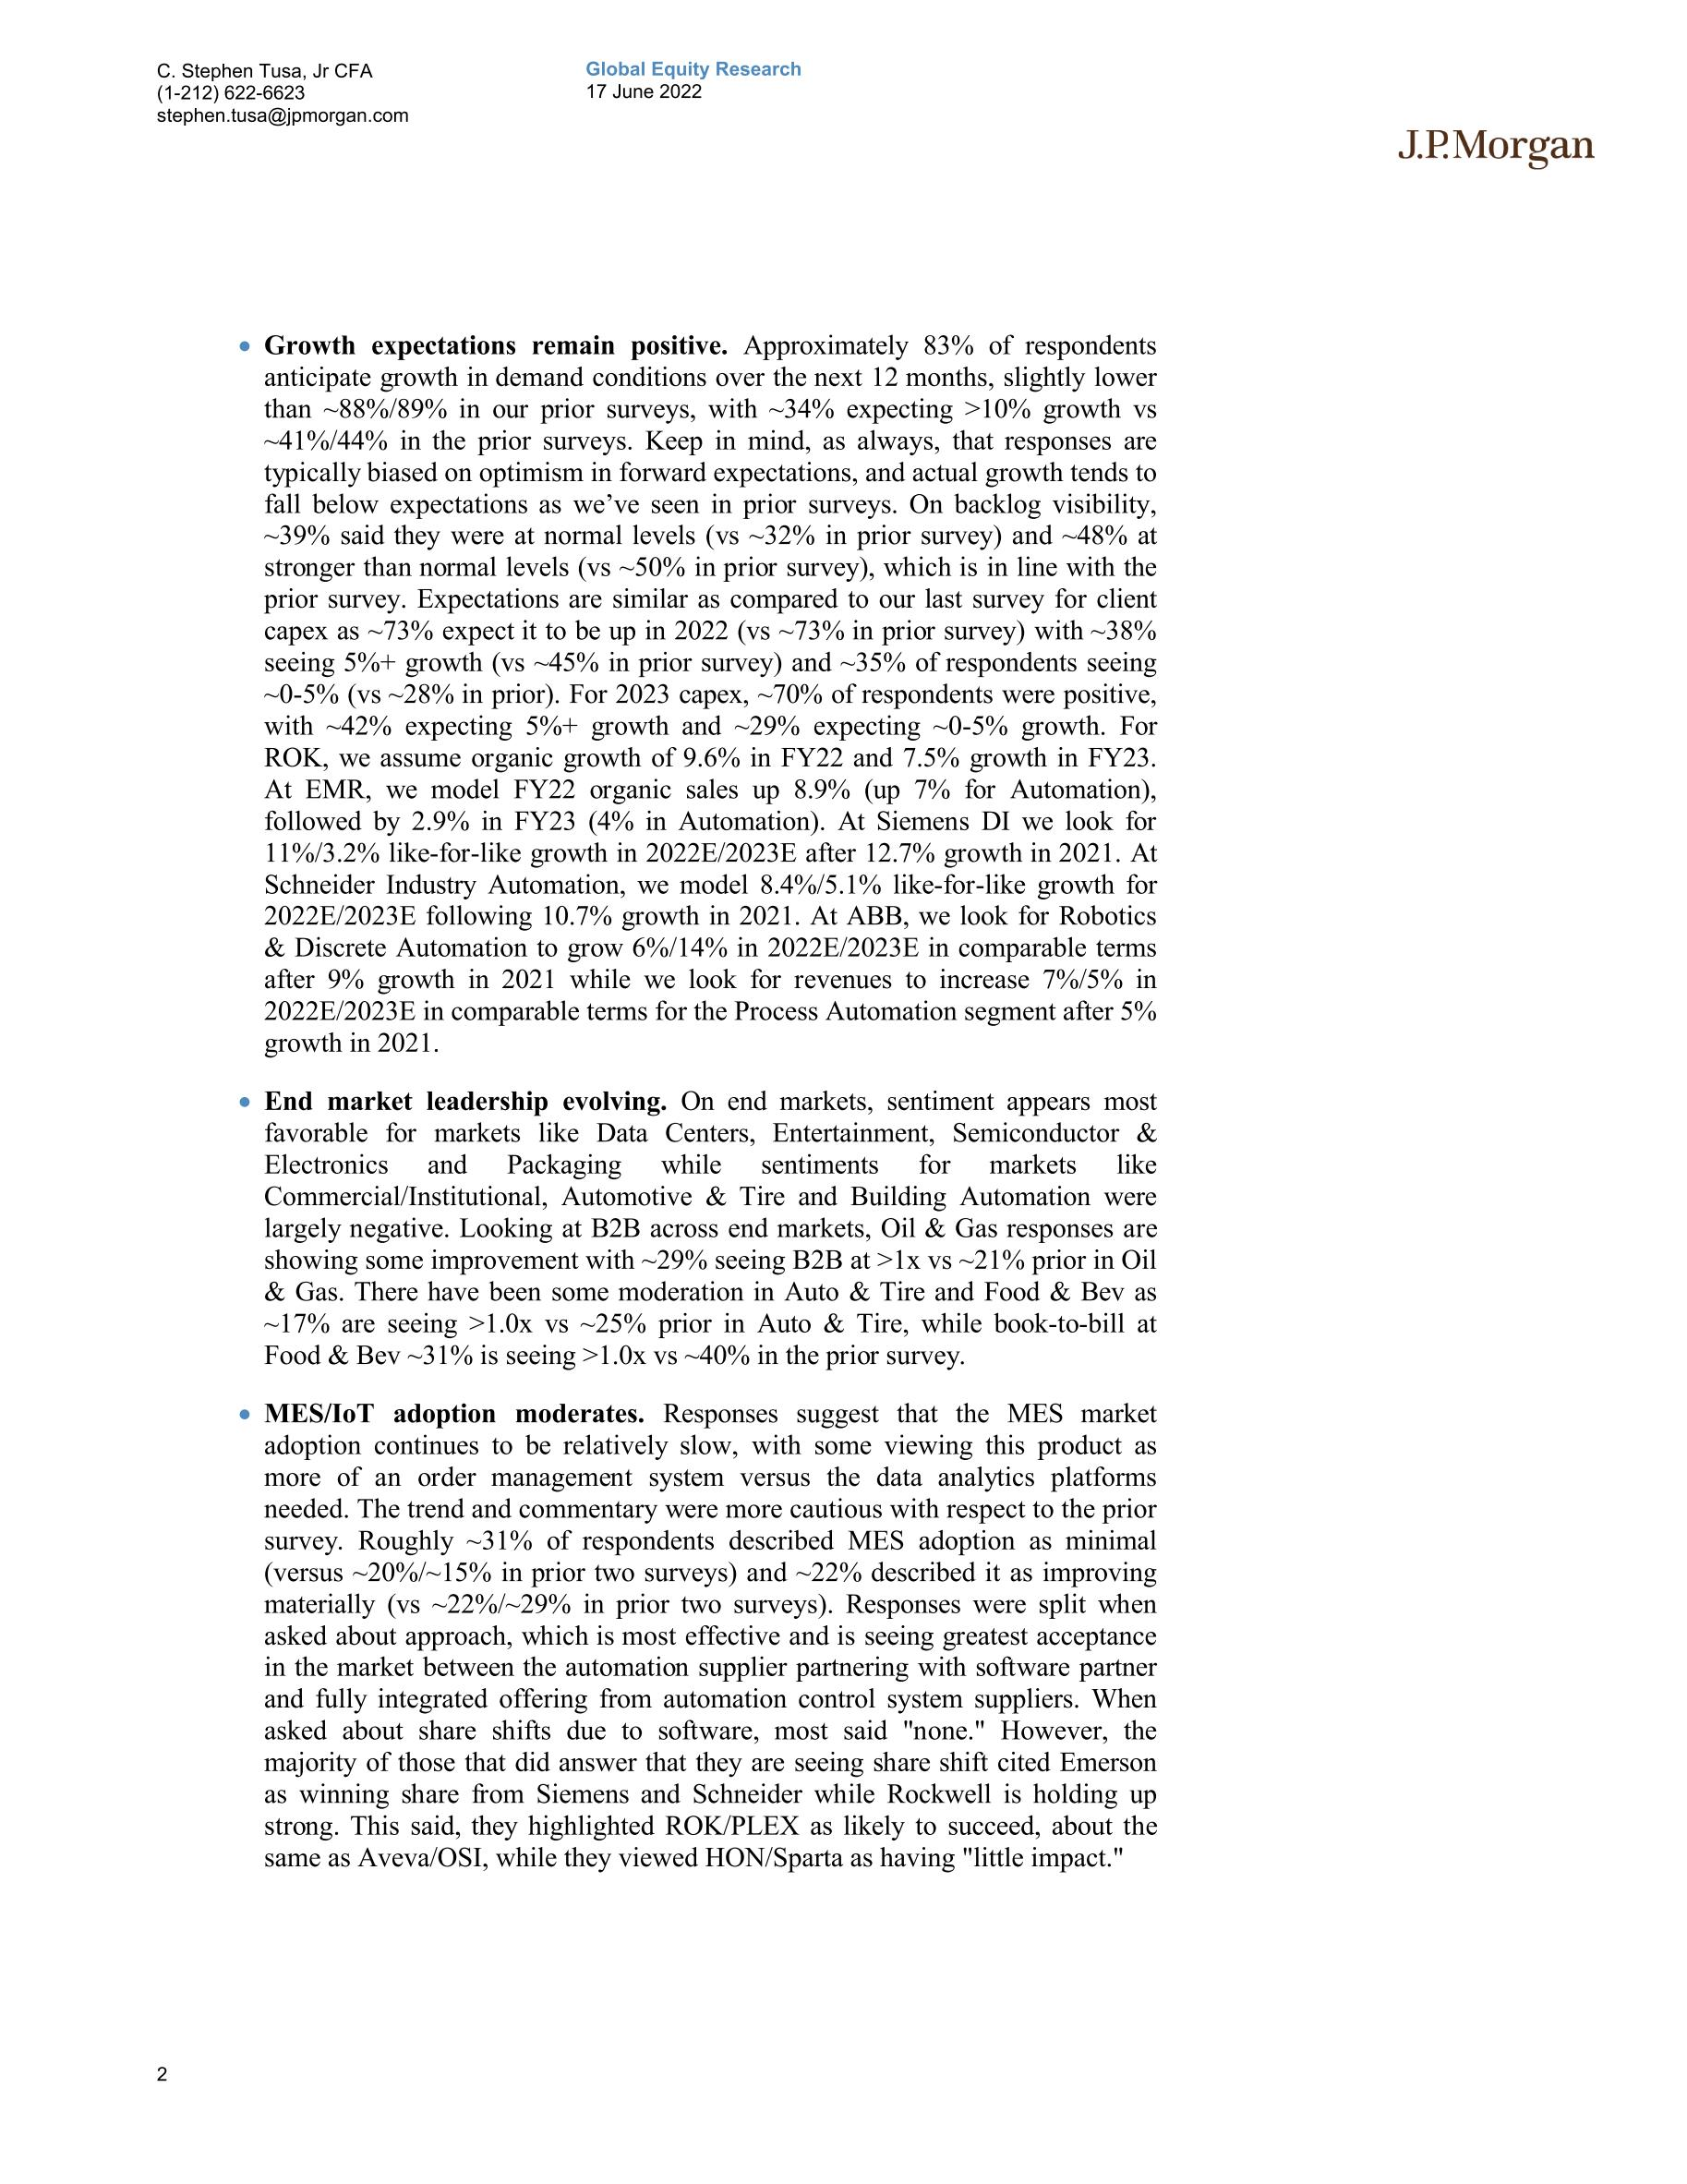 C. Stephen Tusa, Jr CFA
(1-212) 622-6623
stephen.tusa@jpmorgan.com
Global Equity Research
17 June 2022
J.P.Morgan
• Growth expectations remain positive. Approximately 83% of respondents
anticipate growth in demand conditions over the next 12 months, slightly lower
than ~88%/89% in our prior surveys, with ~34% expecting >10% growth vs
~41%/44% in the prior surveys. Keep in mind, as always, that responses are
typically biased on optimism in forward expectations, and actual growth tends to
fall below expectations as we’ve seen in prior surveys. On backlog visibility,
~39% said they were at normal levels (vs ~32% in prior survey) and ~48% at
stronger than normal levels (vs ~50% in prior survey), which is in line with the
prior survey. Expectations are similar as compared to our last survey for client
capex as ~73% expect it to be up in 2022 (vs ~73% in prior survey) with ~38%
seeing 5%+ growth (vs ~45% in prior survey) and ~35% of respondents seeing
~0-5% (vs ~28% in prior). For 2023 capex, ~70% of respondents were positive,
with ~42% expecting 5%+ growth and ~29% expecting ~0-5% growth. For
ROK, we assume organic growth of 9.6% in FY22 and 7.5% growth in FY23.
At EMR, we model FY22 organic sales up 8.9% (up 7% for Automation),
followed by 2.9% in FY23 (4% in Automation). At Siemens DI we look for
11%/3.2% like-for-like growth in 2022E/2023E after 12.7% growth in 2021. At
Schneider Industry Automation, we model 8.4%/5.1% like-for-like growth for
2022E/2023E following 10.7% growth in 2021. At ABB, we look for Robotics
& Discrete Automation to grow 6%/14% in 2022E/2023E in comparable terms
after 9% growth in 2021 while we look for revenues to increase 7%/5% in
2022E/2023E in comparable terms for the Process Automation segment after 5%
growth in 2021.
• End market leadership evolving. On end markets, sentiment appears most
favorable for markets like Data Centers, Entertainment, Semiconductor &
Electronics and Packaging while sentiments for markets like
Commercial/Institutional, Automotive & Tire and Building Automation were
largely negative. Looking at B2B across end markets, Oil & Gas responses are
showing some improvement with ~29% seeing B2B at >1x vs ~21% prior in Oil
& Gas. There have been some moderation in Auto & Tire and Food & Bev as
~17% are seeing >1.0x vs ~25% prior in Auto & Tire, while book-to-bill at
Food & Bev ~31% is seeing >1.0x vs ~40% in the prior survey.
• MES/IoT adoption moderates. Responses suggest that the MES market
adoption continues to be relatively slow, with some viewing this product as
more of an order management system versus the data analytics platforms
needed. The trend and commentary were more cautious with respect to the prior
survey. Roughly ~31% of respondents described MES adoption as minimal
(versus ~20%/~15% in prior two surveys) and ~22% described it as improving
materially (vs ~22%/~29% in prior two surveys). Responses were split when
asked about approach, which is most effective and is seeing greatest acceptance
in the market between the automation supplier partnering with software partner
and fully integrated offering from automation control system suppliers. When
asked about share shifts due to software, most said "none." However, the
majority of those that did answer that they are seeing share shift cited Emerson
as winning share from Siemens and Schneider while Rockwell is holding up
strong. This said, they highlighted ROK/PLEX as likely to succeed, about the
same as Aveva/OSI, while they viewed HON/Sparta as having "little impact."
2